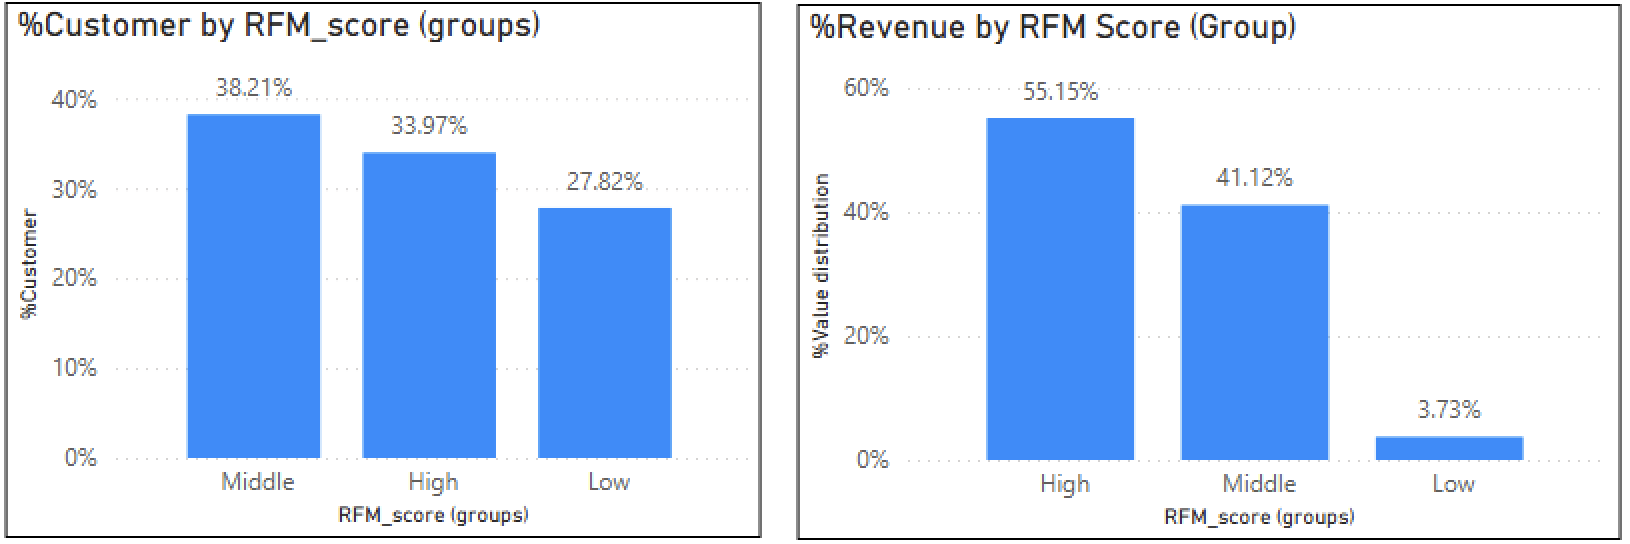 %Customer by RFM_score (groups)
40%
30%
20%
10%
0%
%Customer
38.21%
33.97%
27.82%
Middle
High
Low
RFM_score (groups)
%Revenue by RFM Score (Group)
60%
40%
20%
0%
%Value distribution
55.15%
41.12%
3.73%
High
Middle
Low
RFM_score (groups)